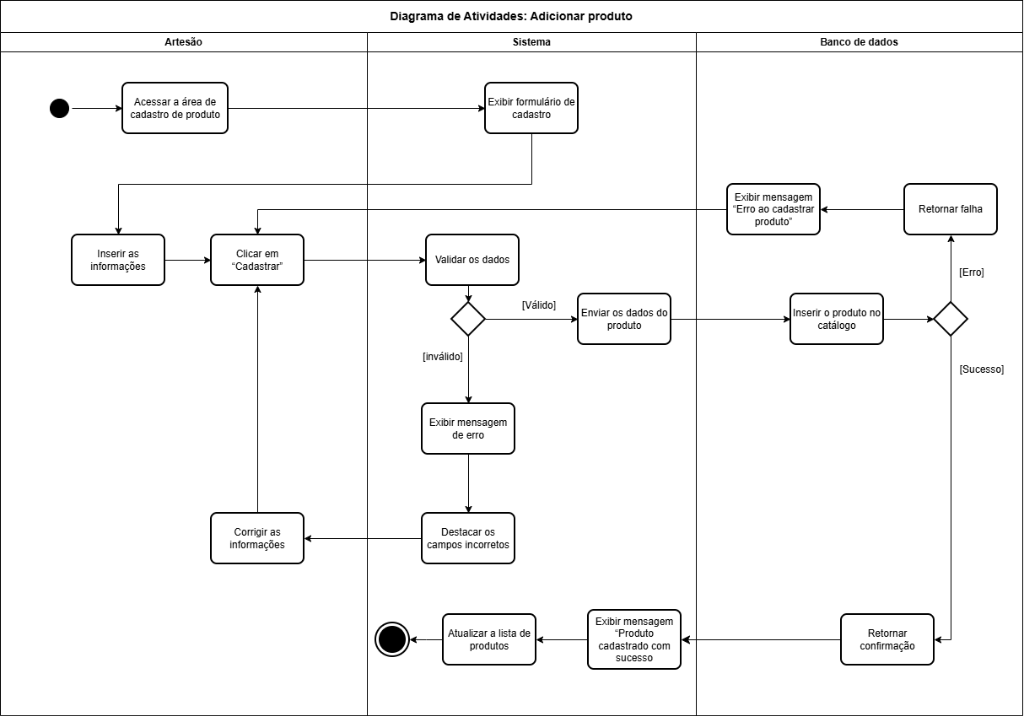 Diagrama de Atividades: Adicionar produto
Artesão
Sistema
Banco de dados
Acessar a área de
cadastro de produto
Exibir formulário de
cadastro
Exibir mensagem
“Erro ao cadastrar
produto”
Retornar falha
Inserir as
informações
Clicar em
“Cadastrar”
Validar os dados
[Erro]
[Válido]
Enviar os dados do
produto
Inserir o produto no
catálogo
[inválido]
[Sucesso]
Exibir mensagem
de erro
Corrigir as
informações
Destacar os
campos incorretos
Atualizar a lista de
produtos
Exibir mensagem
“Produto
cadastrado com
sucesso
Retornar
confirmação